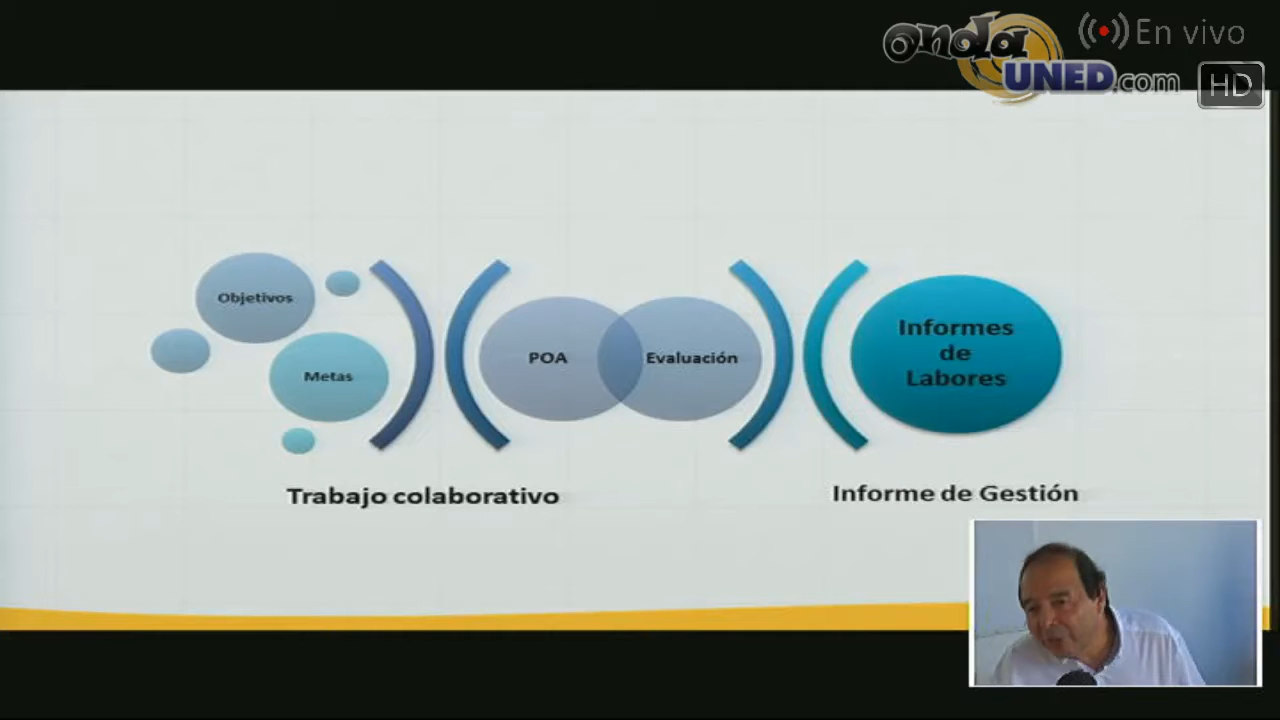 onda
UNED.com
En vivo
HD
Objetivos
Metas
POA
Evaluación
Informes
de
Labores
Trabajo colaborativo
Informe de Gestión